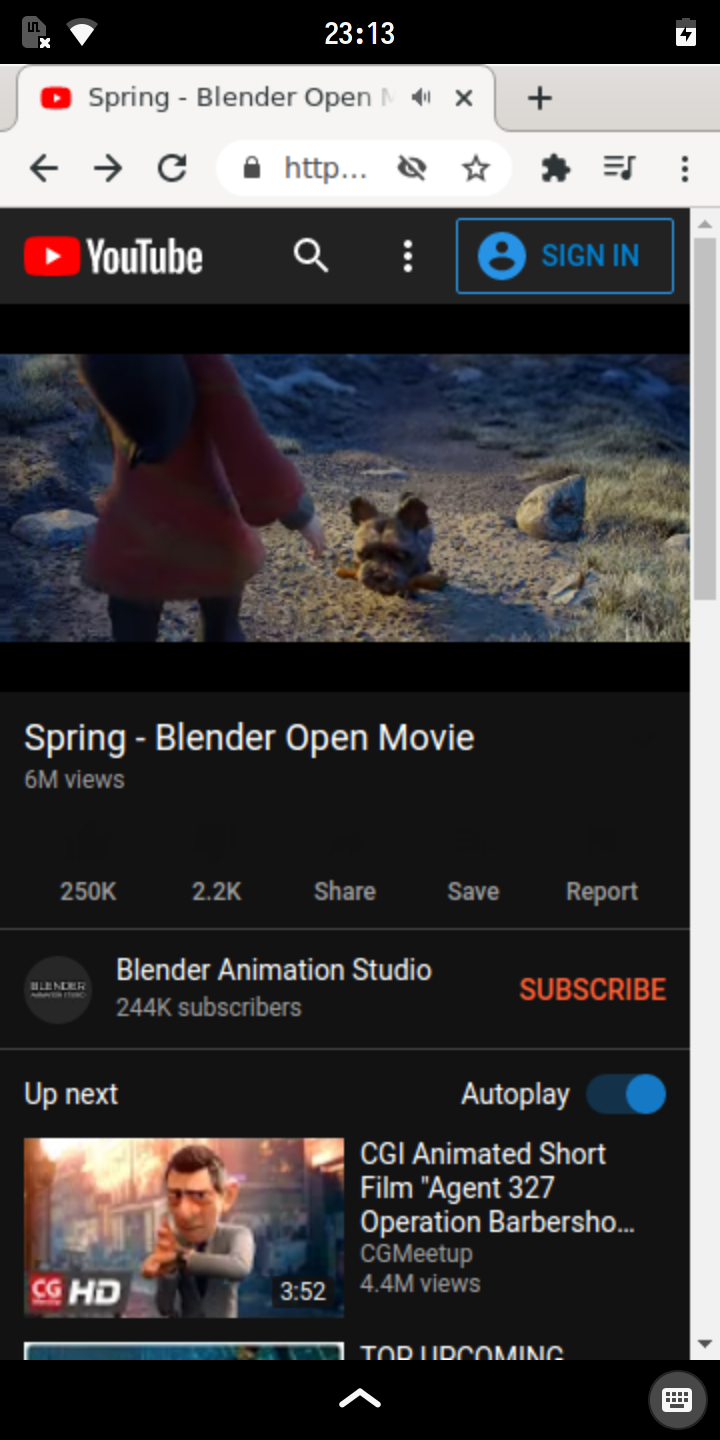 23:13
Spring - Blender Open
http...
YouTube
SIGN IN
Spring - Blender Open Movie
6M views
250K
2.2K
Share
Save
Report
BLENDER
ANIMATION STUDIO
Blender Animation Studio
244K subscribers
SUBSCRIBE
Up next
Autoplay
CG
HD
3:52
CGI Animated Short
Film "Agent 327
Operation Barbersho...
CGMeetup
4.4M views
TOP UPCOMING